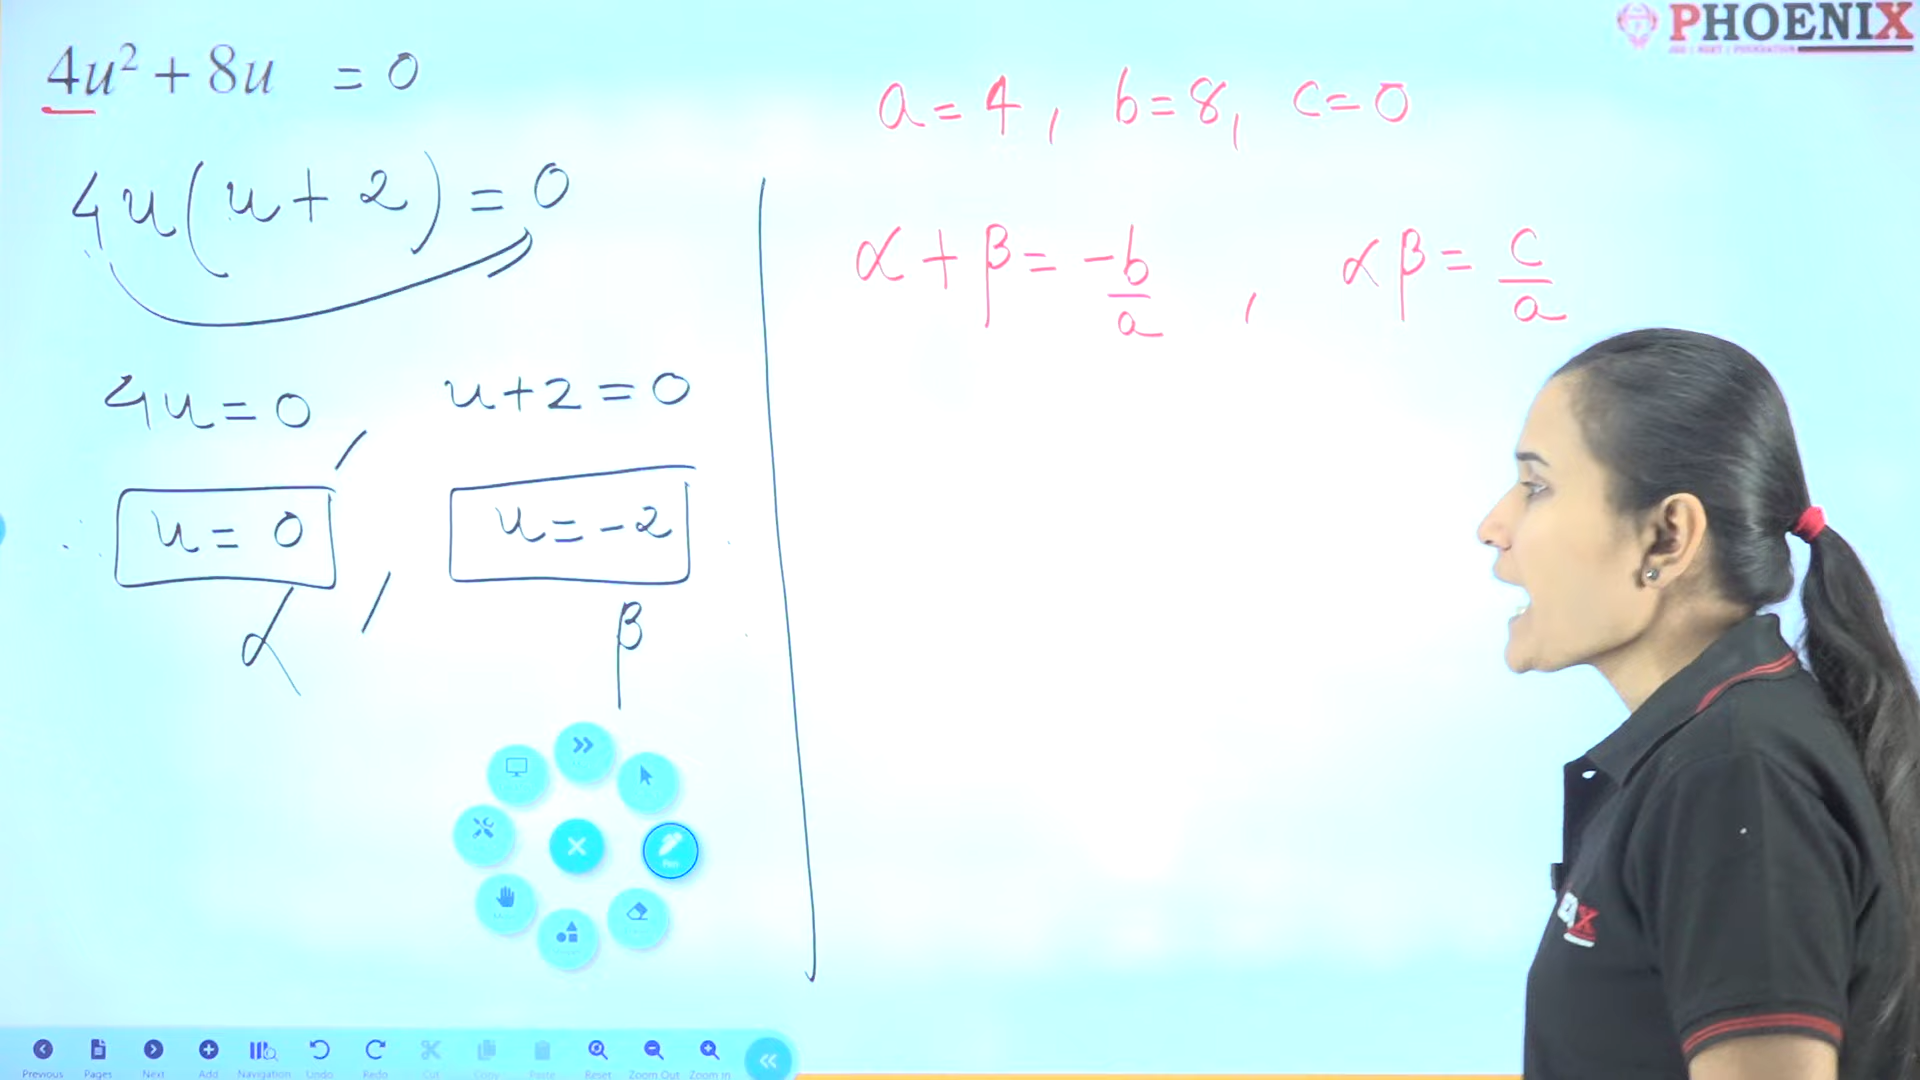 4u² + 8u = 0
4u(u + 2) = 0
4u = 0 , u + 2 = 0
u = 0 , u = -2
α β
PHOENIX
a = 4 , b = 8, c = 0
α + β = -b/a , αβ = c/a
Pen
Previous Pages Next Add Navigation Undo Redo Cut Copy Paste Reset Zoom Out Zoom In